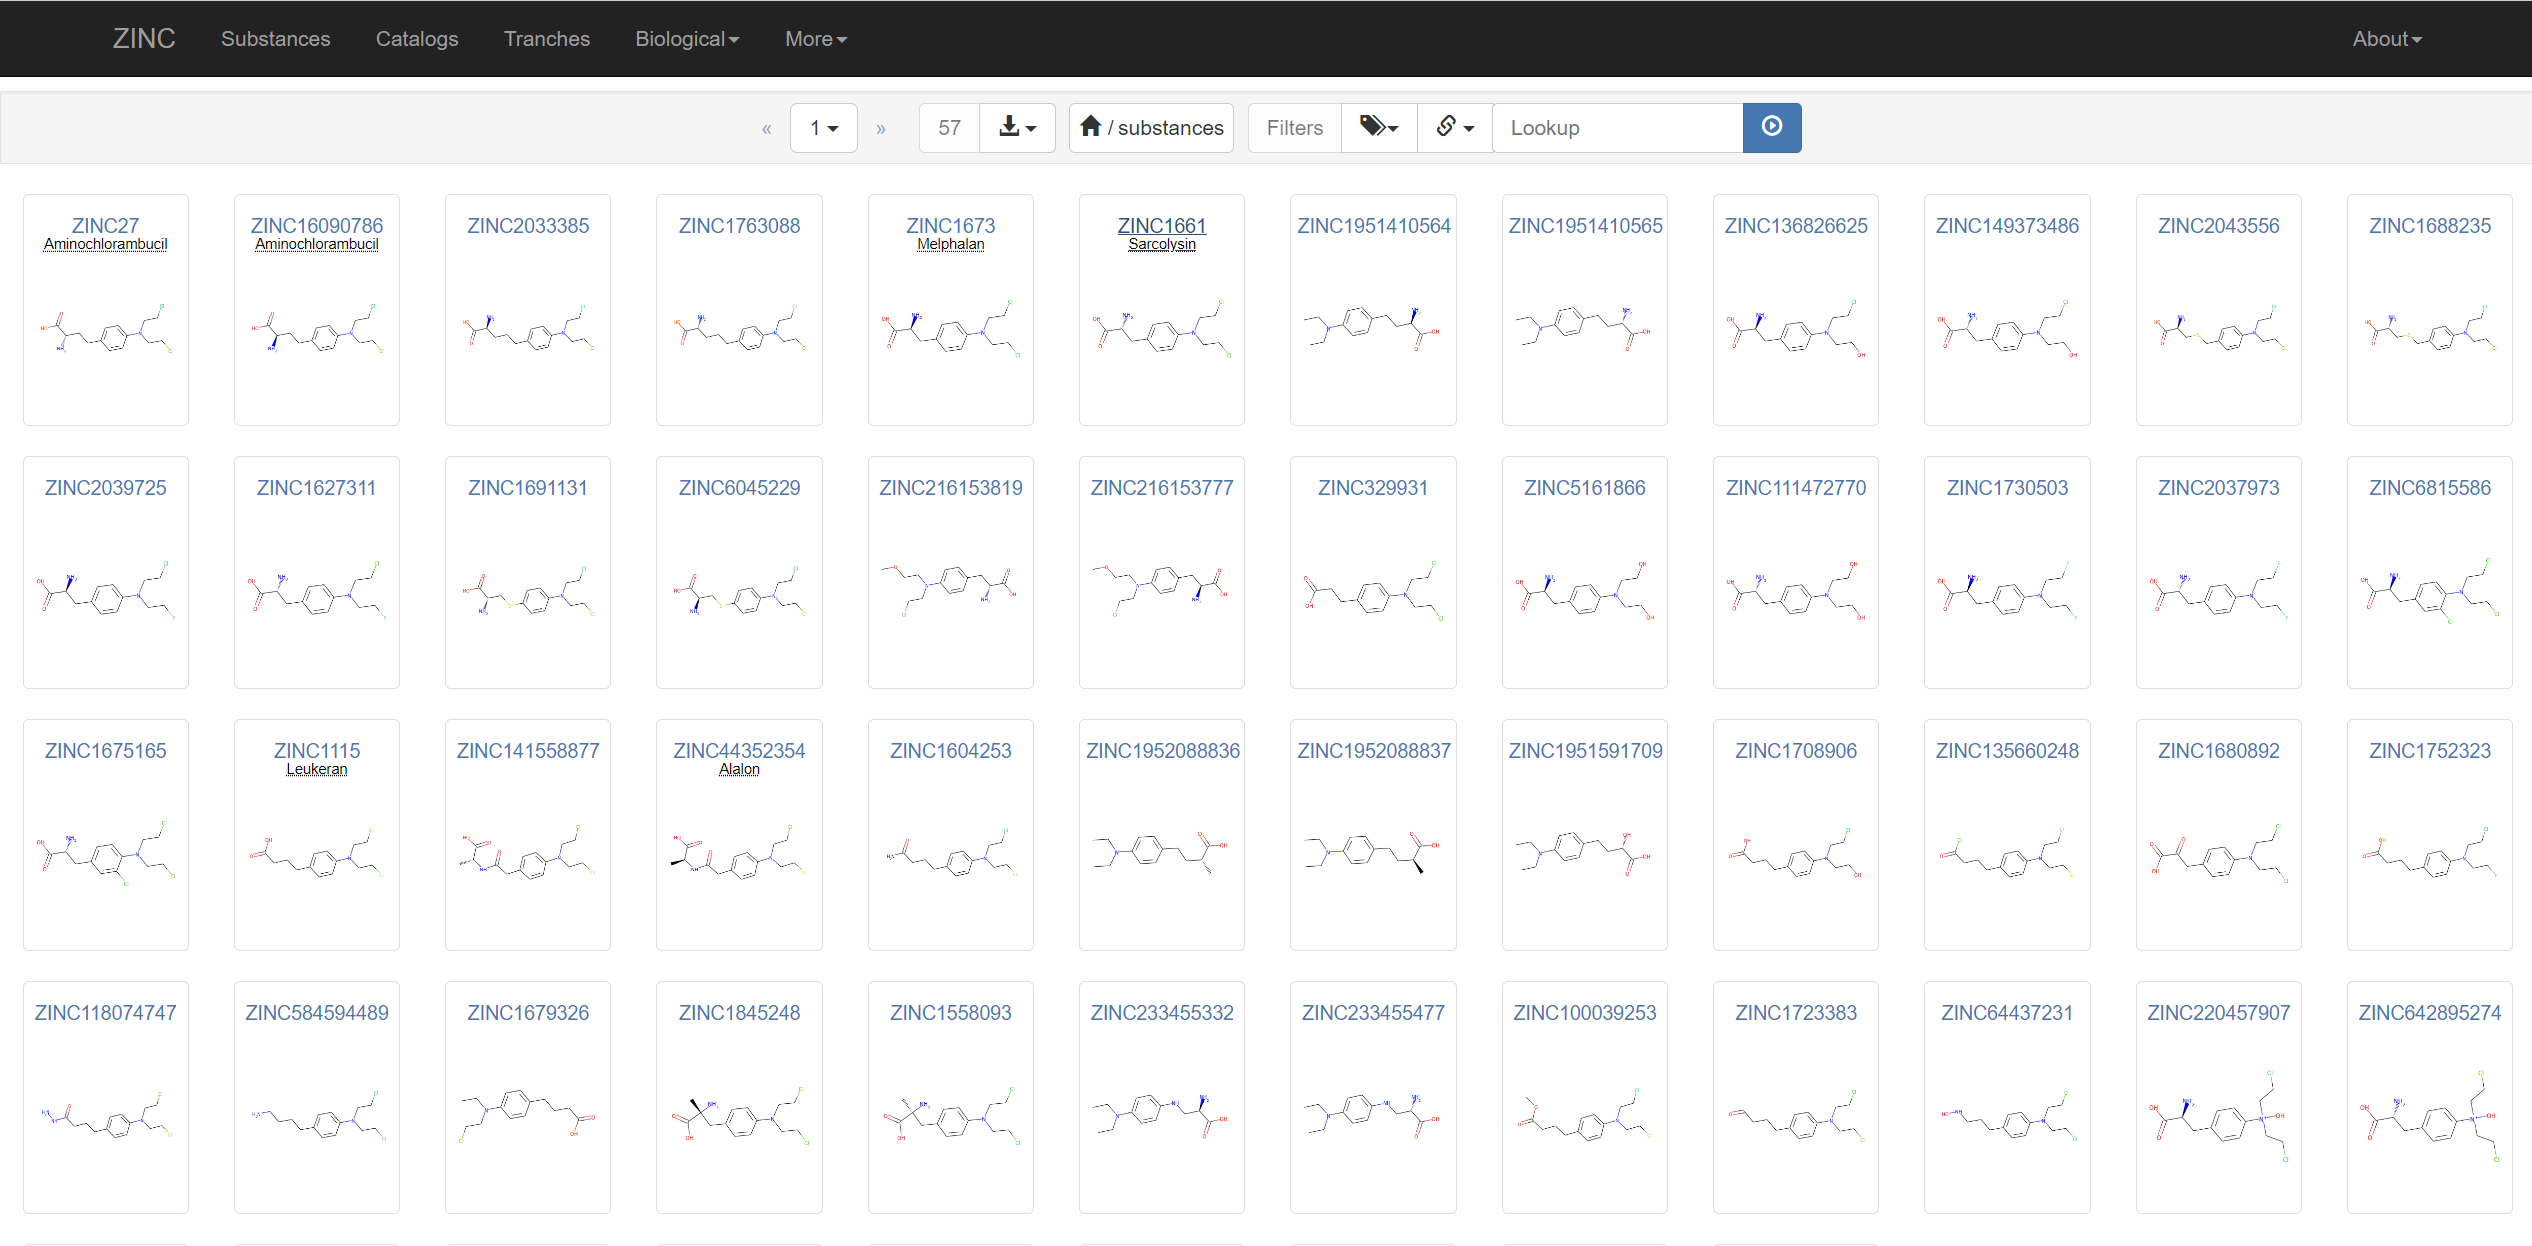 ZINC Substances Catalogs Tranches Biological More About
« 1 » 57 / substances Filters Lookup
ZINC27 ZINC16090786 ZINC2033385 ZINC1763088 ZINC1673 ZINC1661 ZINC1951410564 ZINC1951410565 ZINC136826625 ZINC149373486 ZINC2043556 ZINC1688235
Aminochlorambucil Aminochlorambucil Melphalan Sarcolysin
ZINC2039725 ZINC1627311 ZINC1691131 ZINC6045229 ZINC216153819 ZINC216153777 ZINC329931 ZINC5161866 ZINC111472770 ZINC1730503 ZINC2037973 ZINC6815586
ZINC1675165 ZINC1115 ZINC141558877 ZINC44352354 ZINC1604253 ZINC1952088836 ZINC1952088837 ZINC1951591709 ZINC1708906 ZINC135660248 ZINC1680892 ZINC1752323
Leukeran Alalon
ZINC118074747 ZINC584594489 ZINC1679326 ZINC1845248 ZINC1558093 ZINC233455332 ZINC233455477 ZINC100039253 ZINC1723383 ZINC64437231 ZINC220457907 ZINC642895274